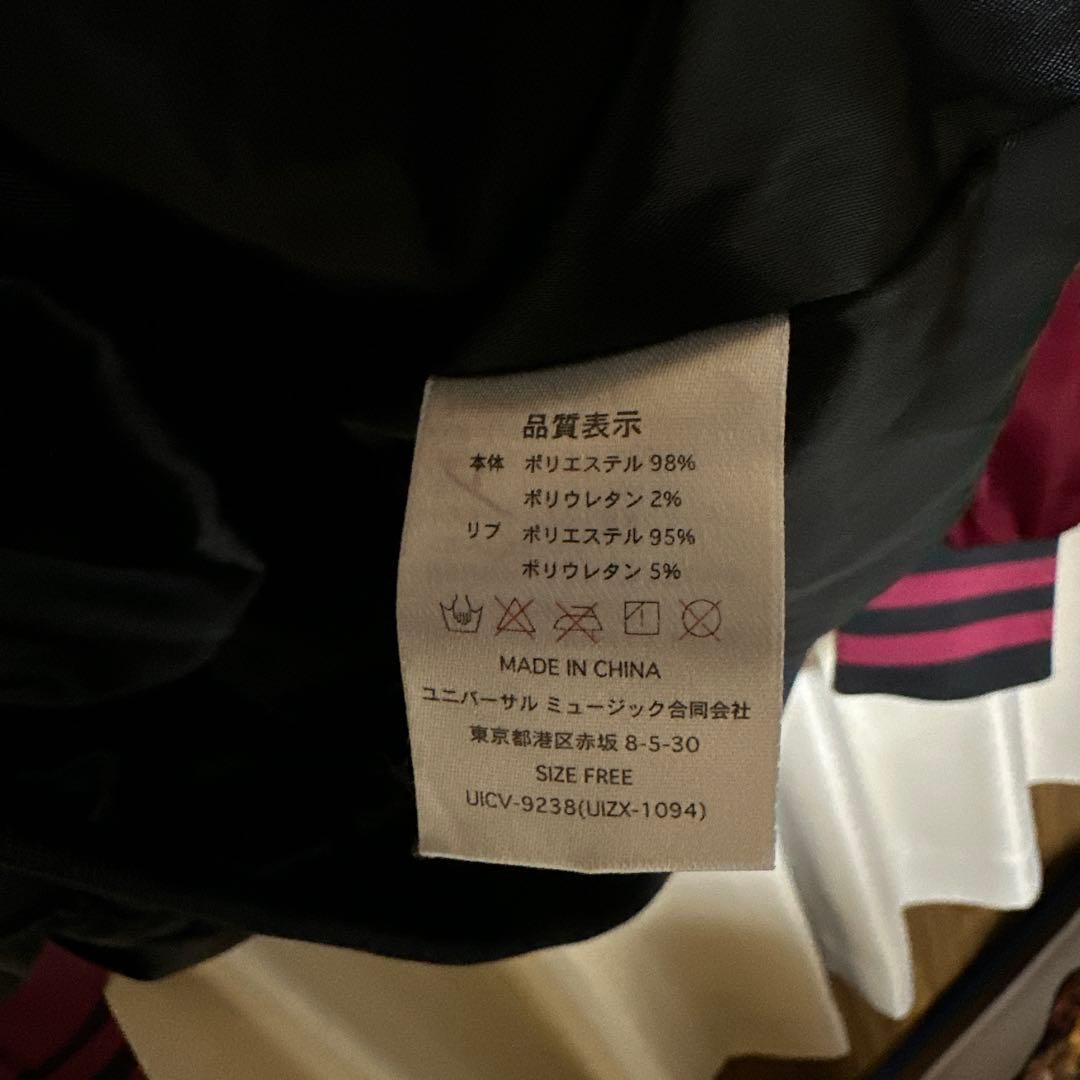 品質表示
本体 ポリエステル 98%
ポリウレタン 2%
リブ ポリエステル 95%
ポリウレタン 5%
MADE IN CHINA
ユニバーサル ミュージック合同会社
東京都港区赤坂 8-5-30
SIZE FREE
UICV-9238(UIZX-1094)